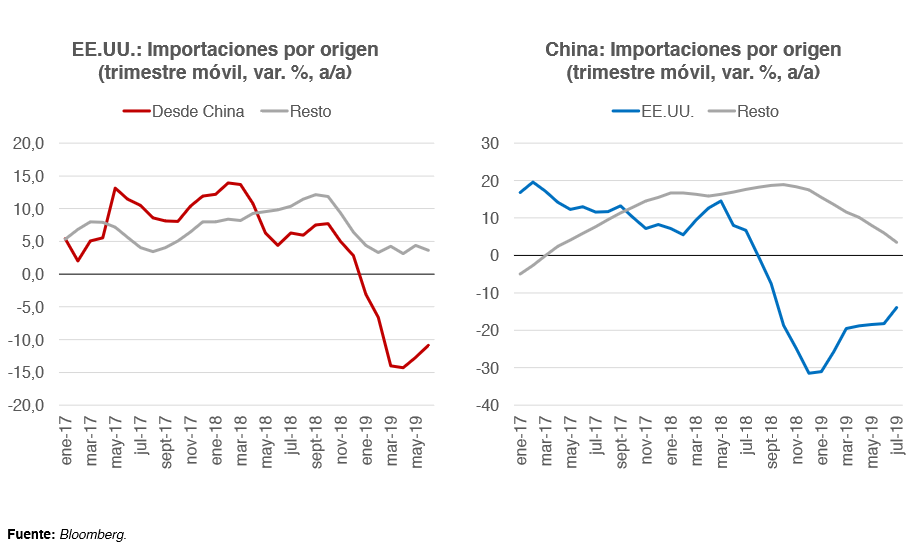 EE.UU.: Importaciones por origen
(trimestre móvil, var. %, a/a)
Desde China Resto
20,0
15,0
10,0
5,0
0,0
-5,0
-10,0
-15,0
-20,0
ene-17
mar-17
may-17
jul-17
sept-17
nov-17
ene-18
mar-18
may-18
jul-18
sept-18
nov-18
ene-19
mar-19
may-19
China: Importaciones por origen
(trimestre móvil, var. %, a/a)
EE.UU. Resto
30
20
10
0
-10
-20
-30
-40
ene-17
mar-17
may-17
jul-17
sept-17
nov-17
ene-18
mar-18
may-18
jul-18
sept-18
nov-18
ene-19
mar-19
may-19
jul-19
Fuente: Bloomberg.